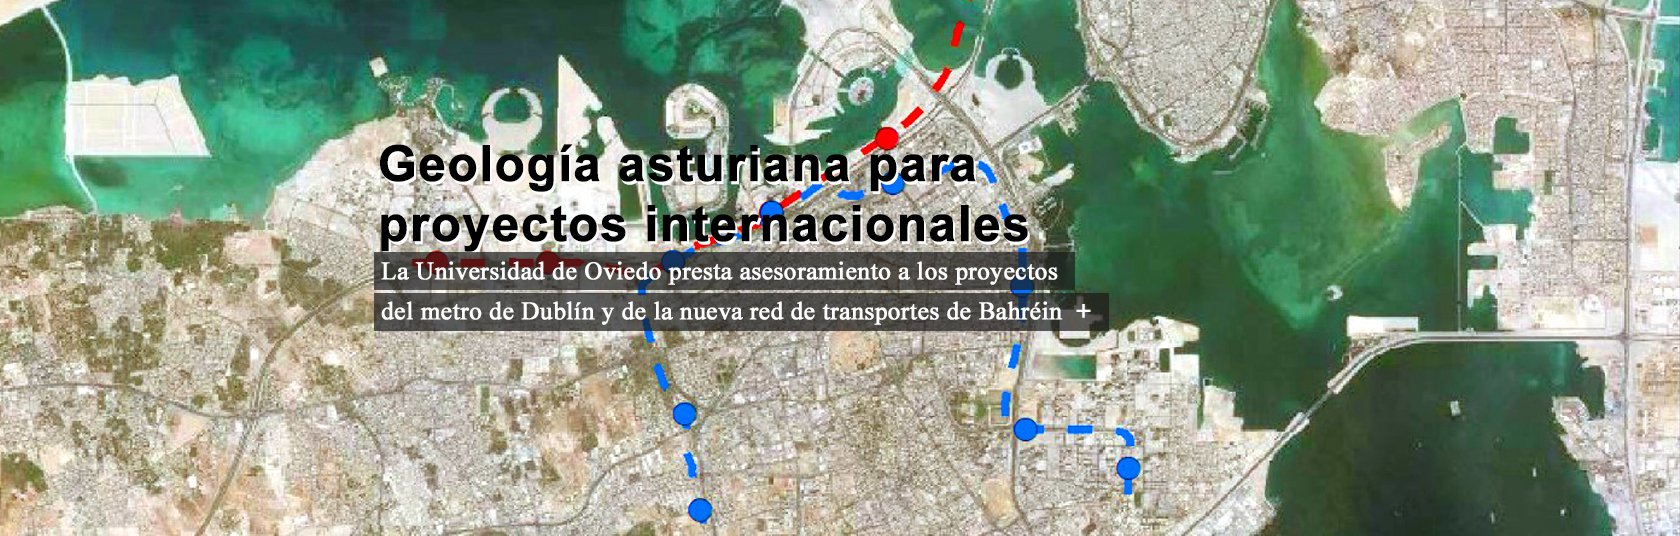 Geología asturiana para
proyectos internacionales
La Universidad de Oviedo presta asesoramiento a los proyectos
del metro de Dublín y de la nueva red de transportes de Bahréin +